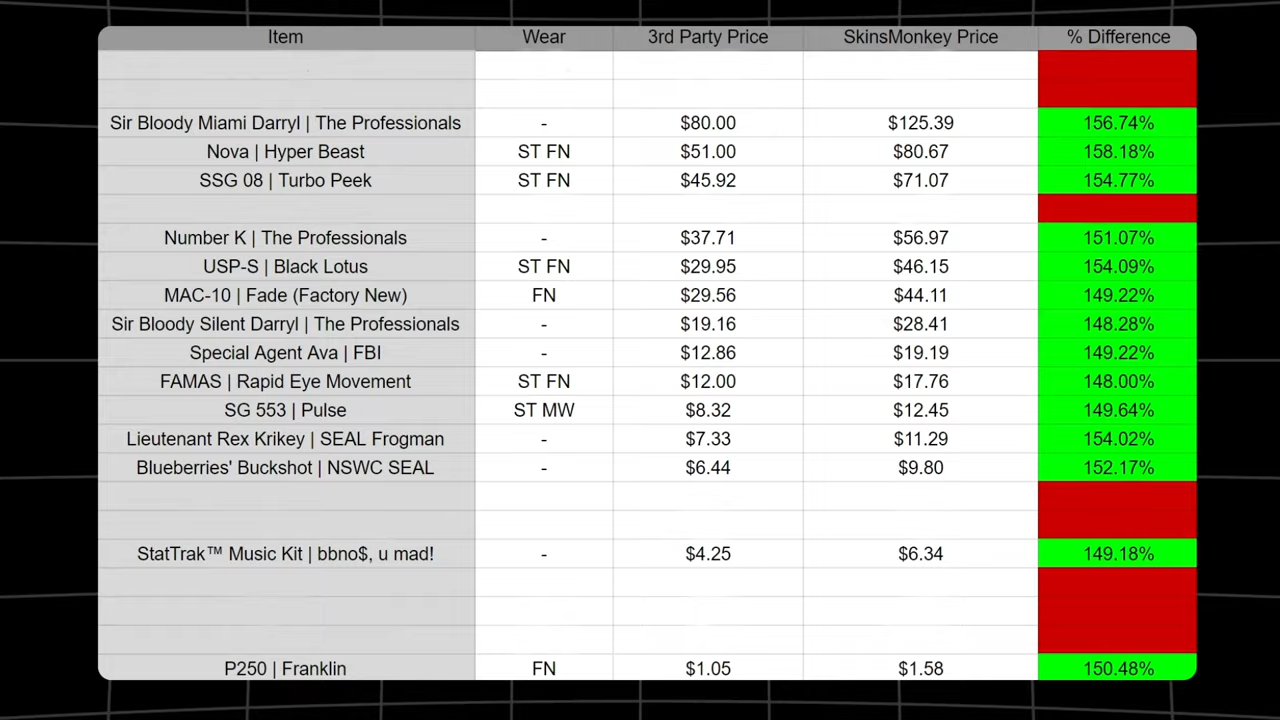 Item Wear 3rd Party Price SkinsMonkey Price % Difference
Sir Bloody Miami Darryl | The Professionals - $80.00 $125.39 156.74%
Nova | Hyper Beast ST FN $51.00 $80.67 158.18%
SSG 08 | Turbo Peek ST FN $45.92 $71.07 154.77%
Number K | The Professionals - $37.71 $56.97 151.07%
USP-S | Black Lotus ST FN $29.95 $46.15 154.09%
MAC-10 | Fade (Factory New) FN $29.56 $44.11 149.22%
Sir Bloody Silent Darryl | The Professionals - $19.16 $28.41 148.28%
Special Agent Ava | FBI - $12.86 $19.19 149.22%
FAMAS | Rapid Eye Movement ST FN $12.00 $17.76 148.00%
SG 553 | Pulse ST MW $8.32 $12.45 149.64%
Lieutenant Rex Krikey | SEAL Frogman - $7.33 $11.29 154.02%
Blueberries' Buckshot | NSWC SEAL - $6.44 $9.80 152.17%
StatTrak™ Music Kit | bbno$, u mad! - $4.25 $6.34 149.18%
P250 | Franklin FN $1.05 $1.58 150.48%